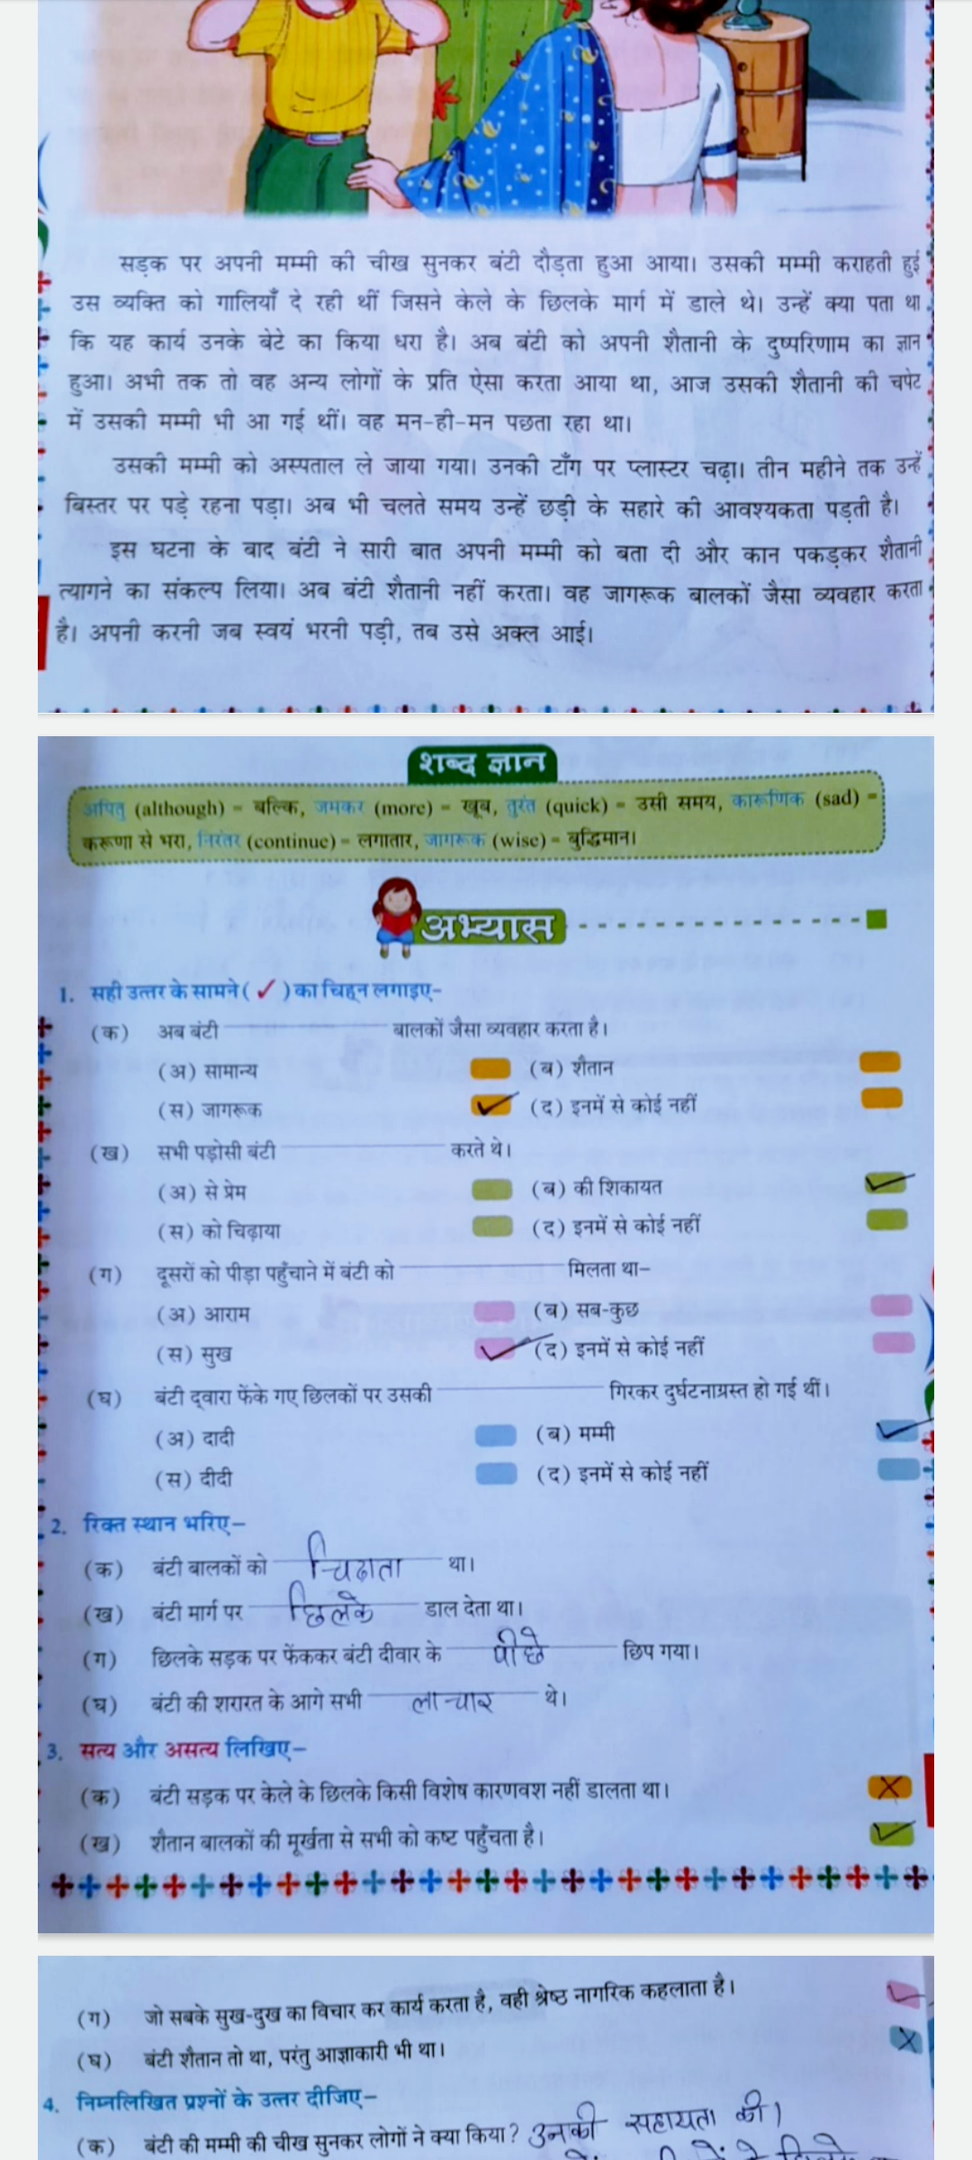 सड़क पर अपनी मम्मी की चीख सुनकर बंटी दौड़ता हुआ आया। उसकी मम्मी कराहती हुई
उस व्यक्ति को गालियाँ दे रही थीं जिसने केले के छिलके मार्ग में डाले थे। उन्हें क्या पता था
कि यह कार्य उनके बेटे का किया धरा है। अब बंटी को अपनी शैतानी के दुष्परिणाम का ज्ञान
हुआ। अभी तक तो वह अन्य लोगों के प्रति ऐसा करता आया था, आज उसकी शैतानी की चपेट
में उसकी मम्मी भी आ गई थीं। वह मन-ही-मन पछता रहा था।
उसकी मम्मी को अस्पताल ले जाया गया। उनकी टाँग पर प्लास्टर चढ़ा। तीन महीने तक उन्हें
बिस्तर पर पड़े रहना पड़ा। अब भी चलते समय उन्हें छड़ी के सहारे की आवश्यकता पड़ती है।
इस घटना के बाद बंटी ने सारी बात अपनी मम्मी को बता दी और कान पकड़कर शैतानी
त्यागने का संकल्प लिया। अब बंटी शैतानी नहीं करता। वह जागरूक बालकों जैसा व्यवहार करता
है। अपनी करनी जब स्वयं भरनी पड़ी, तब उसे अक्ल आई।
शब्द ज्ञान
अपितु (although) = बल्कि, जमकर (more) = खूब, तुरंत (quick) = उसी समय, कारूणिक (sad) =
करूणा से भरा, निरंतर (continue) = लगातार, जागरूक (wise) = बुद्धिमान।
अभ्यास
1. सही उत्तर के सामने ( ✓ ) का चिह्न लगाइए–
(क) अब बंटी ______ बालकों जैसा व्यवहार करता है।
(अ) सामान्य (ब) शैतान
(स) जागरूक ✓ (द) इनमें से कोई नहीं
(ख) सभी पड़ोसी बंटी ______ करते थे।
(अ) से प्रेम (ब) की शिकायत ✓
(स) को चिढ़ाया (द) इनमें से कोई नहीं
(ग) दूसरों को पीड़ा पहुँचाने में बंटी को ______ मिलता था–
(अ) आराम (ब) सब-कुछ
(स) सुख ✓ (द) इनमें से कोई नहीं
(घ) बंटी द्वारा फेंके गए छिलकों पर उसकी ______ गिरकर दुर्घटनाग्रस्त हो गई थीं।
(अ) दादी (ब) मम्मी ✓
(स) दीदी (द) इनमें से कोई नहीं
2. रिक्त स्थान भरिए–
(क) बंटी बालकों को चिढाता था।
(ख) बंटी मार्ग पर छिलके डाल देता था।
(ग) छिलके सड़क पर फेंककर बंटी दीवार के पीछे छिप गया।
(घ) बंटी की शरारत के आगे सभी लाचार थे।
3. सत्य और असत्य लिखिए–
(क) बंटी सड़क पर केले के छिलके किसी विशेष कारणवश नहीं डालता था। ✗
(ख) शैतान बालकों की मूर्खता से सभी को कष्ट पहुँचता है। ✓
(ग) जो सबके सुख-दुख का विचार कर कार्य करता है, वही श्रेष्ठ नागरिक कहलाता है। ✓
(घ) बंटी शैतान तो था, परंतु आज्ञाकारी भी था। ✗
4. निम्नलिखित प्रश्नों के उत्तर दीजिए–
(क) बंटी की मम्मी की चीख सुनकर लोगों ने क्या किया? उनकी सहायता की।